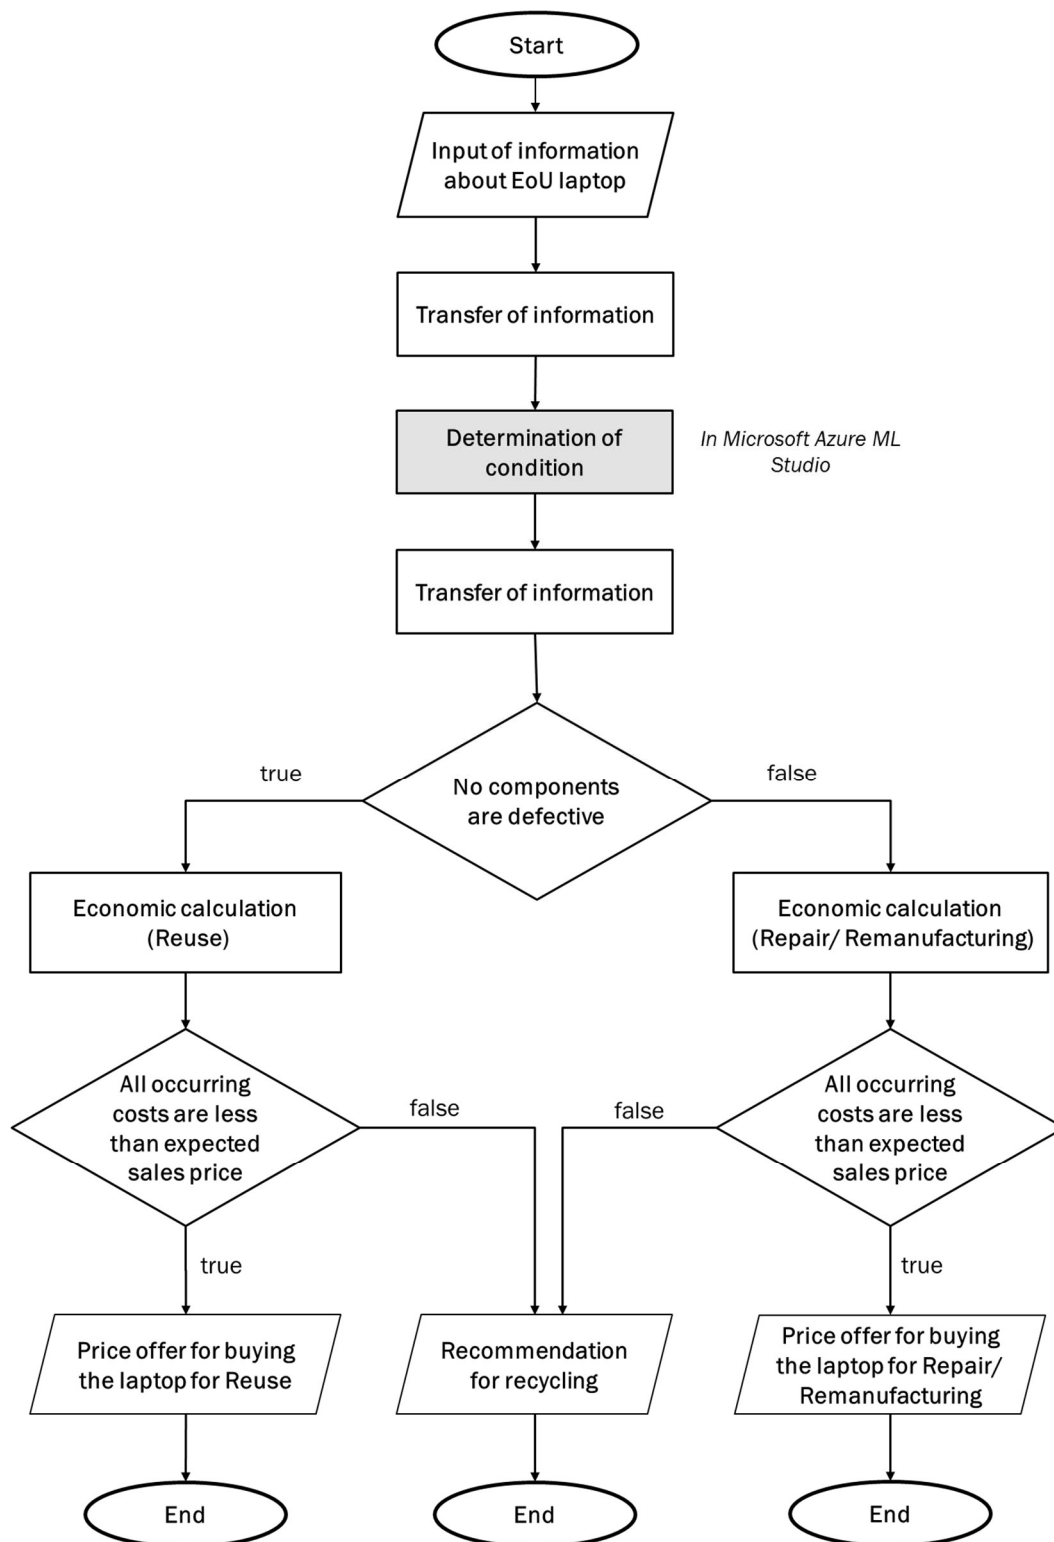 Start
Input of information
about EoU laptop
Transfer of information
Determination of
condition
In Microsoft Azure ML
Studio
Transfer of information
No components
are defective
true
false
Economic calculation
(Reuse)
Economic calculation
(Repair/ Remanufacturing)
All occurring
costs are less
than expected
sales price
false
false
All occurring
costs are less
than expected
sales price
true
true
Price offer for buying
the laptop for Reuse
Recommendation
for recycling
Price offer for buying
the laptop for Repair/
Remanufacturing
End
End
End